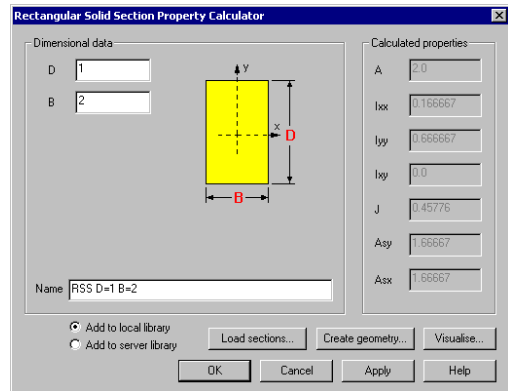 Rectangular Solid Section Property Calculator
Dimensional data
D 1
B 2
y
x
D
B
Name RSS D=1 B=2
Calculated properties
A 2.0
Ixx 0.166667
Iyy 0.666667
Ixy 0.0
J 0.45776
Asy 1.66667
Asx 1.66667
Add to local library
Add to server library
Load sections... Create geometry... Visualise...
OK Cancel Apply Help